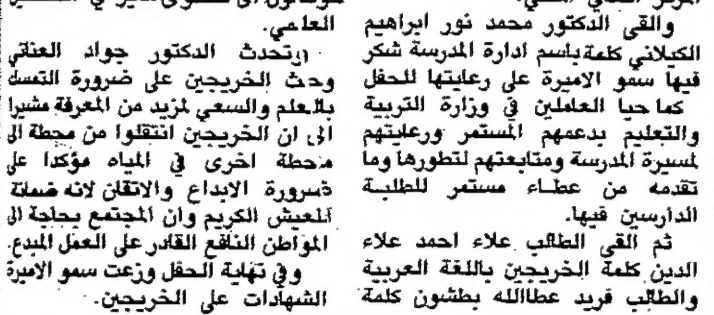 والقى الدكتور محمد نور ابراهيم
الكيلاني كلمة باسم ادارة المدرسة شكر
فيها سمو الاميرة على رعايتها للحفل
كما حيا العاملين في وزارة التربية
والتعليم بدعمهم المستمر ورعايتهم
لمسيرة المدرسة ومتابعتهم لتطورها وما
تقدمه من عطاء مستمر للطلبة
الدارسين فيها.
ثم القى الطالب علاء احمد علاء
الدين كلمة الخريجين باللغة العربية
والطالب فريد عطاالله بطشون كلمة
العلمي.
وتحدث الدكتور جواد العناني
وحث الخريجين على ضرورة التمسك
بالعلم والسعي لمزيد من المعرفة مشيرا
الى ان الخريجين انتقلوا من محطة الى
محطة اخرى في المياه مؤكدا على
ضرورة الابداع والاتقان لانه ضمانة
للعيش الكريم وان المجتمع بحاجة الى
المواطن النافع القادر على العمل المبدع.
وفي نهاية الحفل وزعت سمو الاميرة
الشهادات على الخريجين.